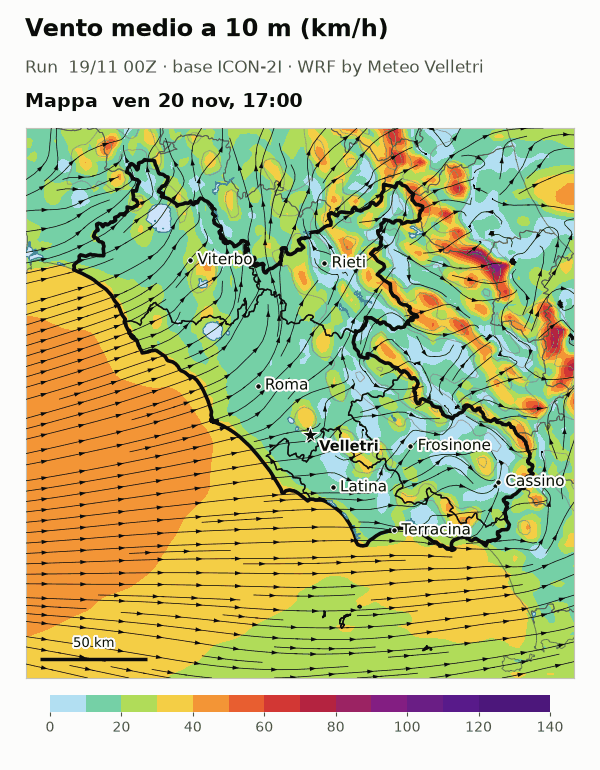 Vento medio a 10 m (km/h)
Run 19/11 00Z · base ICON-2I · WRF by Meteo Velletri
Mappa ven 20 nov, 17:00
Viterbo
Rieti
Roma
Velletri
Frosinone
Cassino
Latina
Terracina
50 km
0 20 40 60 80 100 120 140